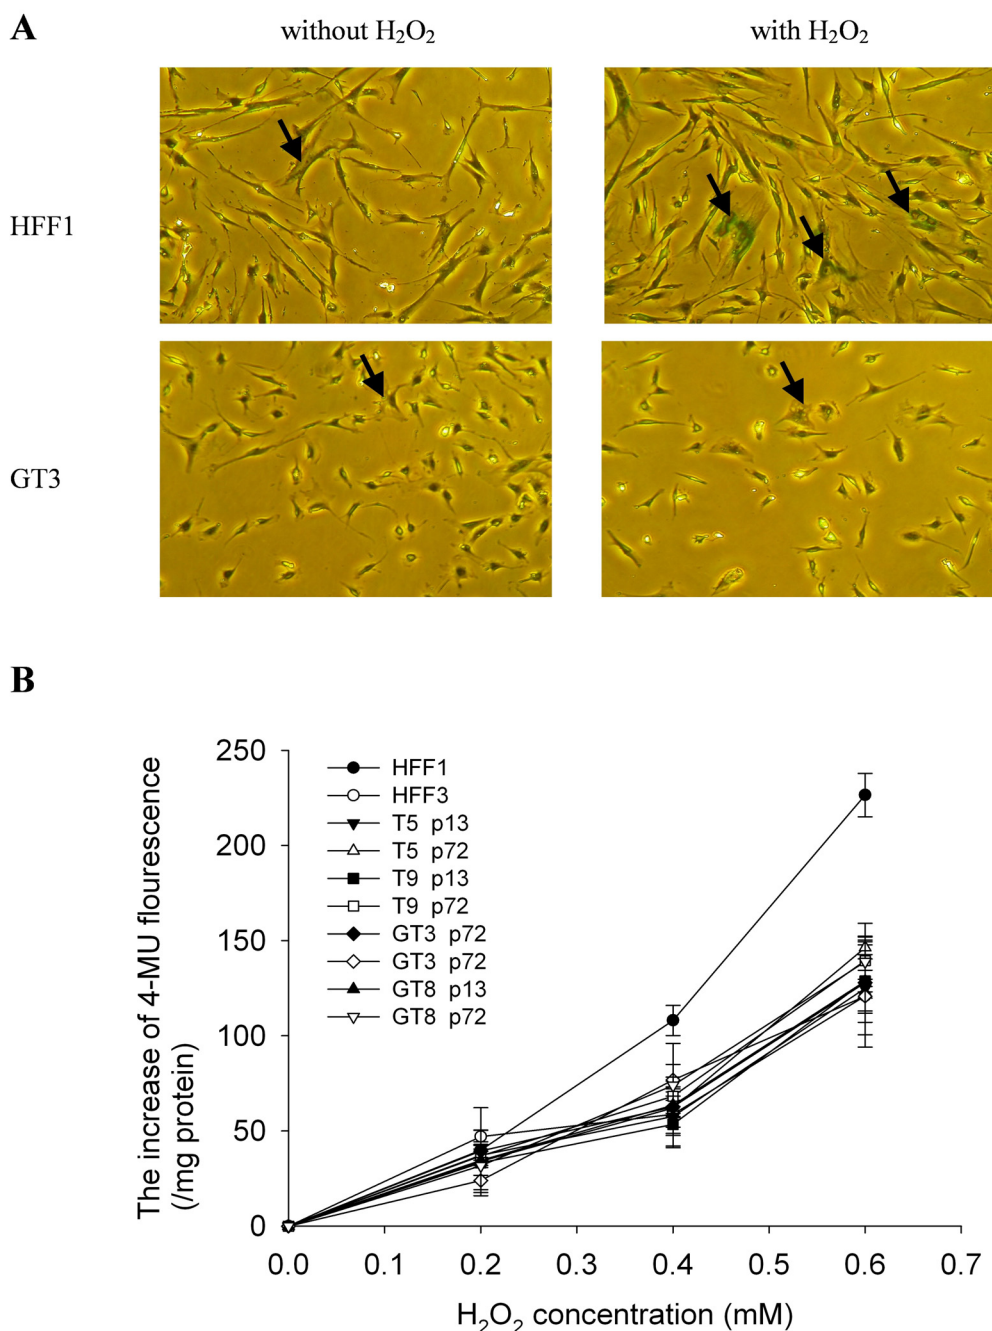 A
without H₂O₂
with H₂O₂
HFF1
GT3
B
The increase of 4-MU flourescence
(/mg protein)
250
200
150
100
50
0
HFF1
HFF3
T5 p13
T5 p72
T9 p13
T9 p72
GT3 p72
GT3 p72
GT8 p13
GT8 p72
0.0 0.1 0.2 0.3 0.4 0.5 0.6 0.7
H₂O₂ concentration (mM)